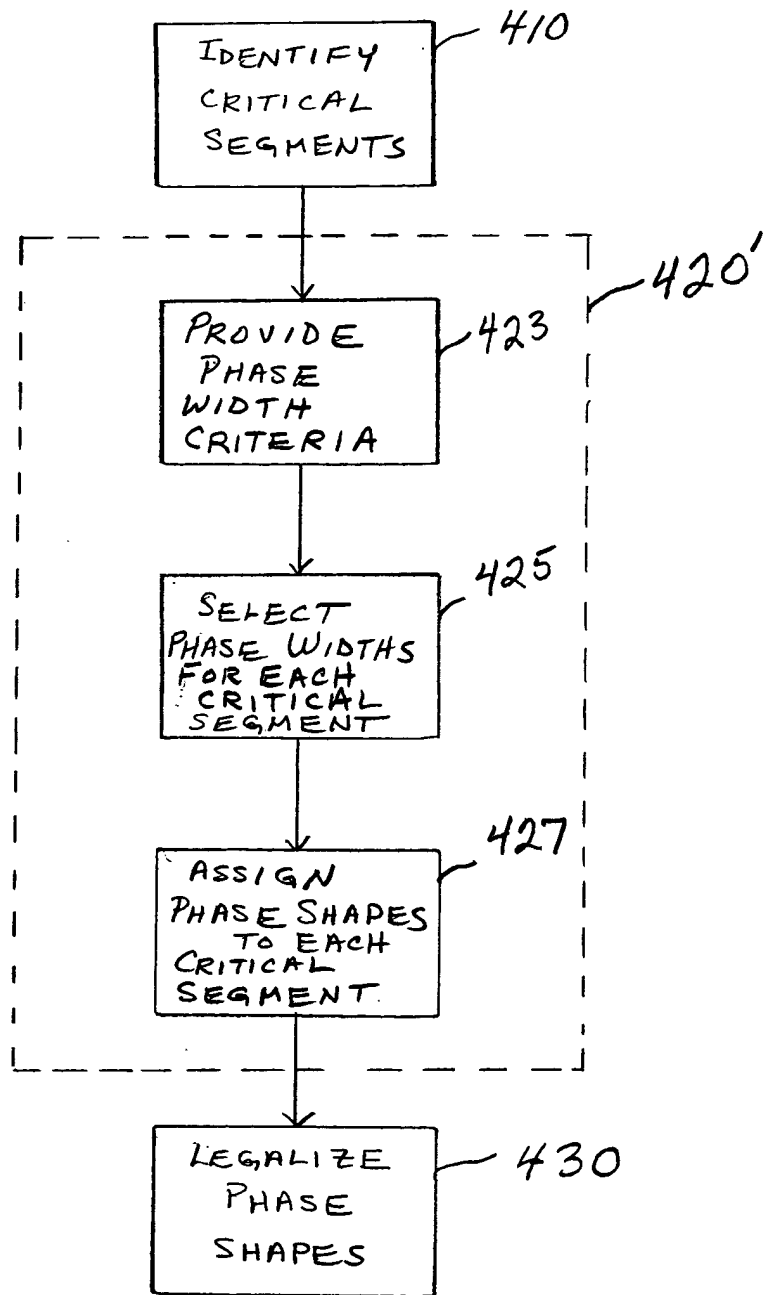 IDENTIFY
CRITICAL
SEGMENTS
410
420'
PROVIDE
PHASE
WIDTH
CRITERIA
423
SELECT
PHASE WIDTHS
FOR EACH
CRITICAL
SEGMENT
425
ASSIGN
PHASE SHAPES
TO EACH
CRITICAL
SEGMENT.
427
LEGALIZE
PHASE
SHAPES
430